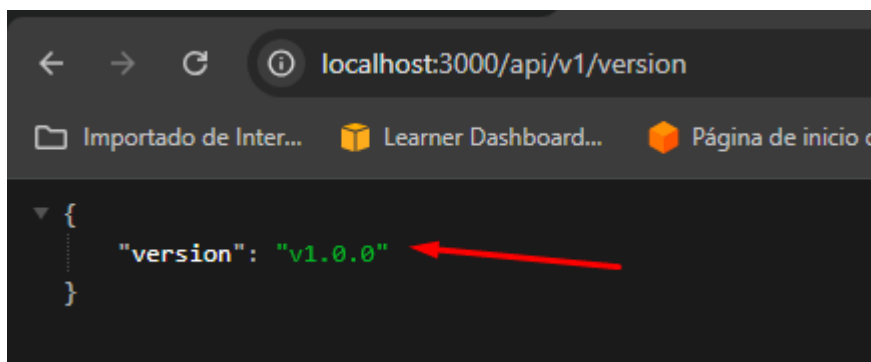 localhost:3000/api/v1/version
Importado de Inter... Learner Dashboard... Página de inicio
{
"version": "v1.0.0"
}